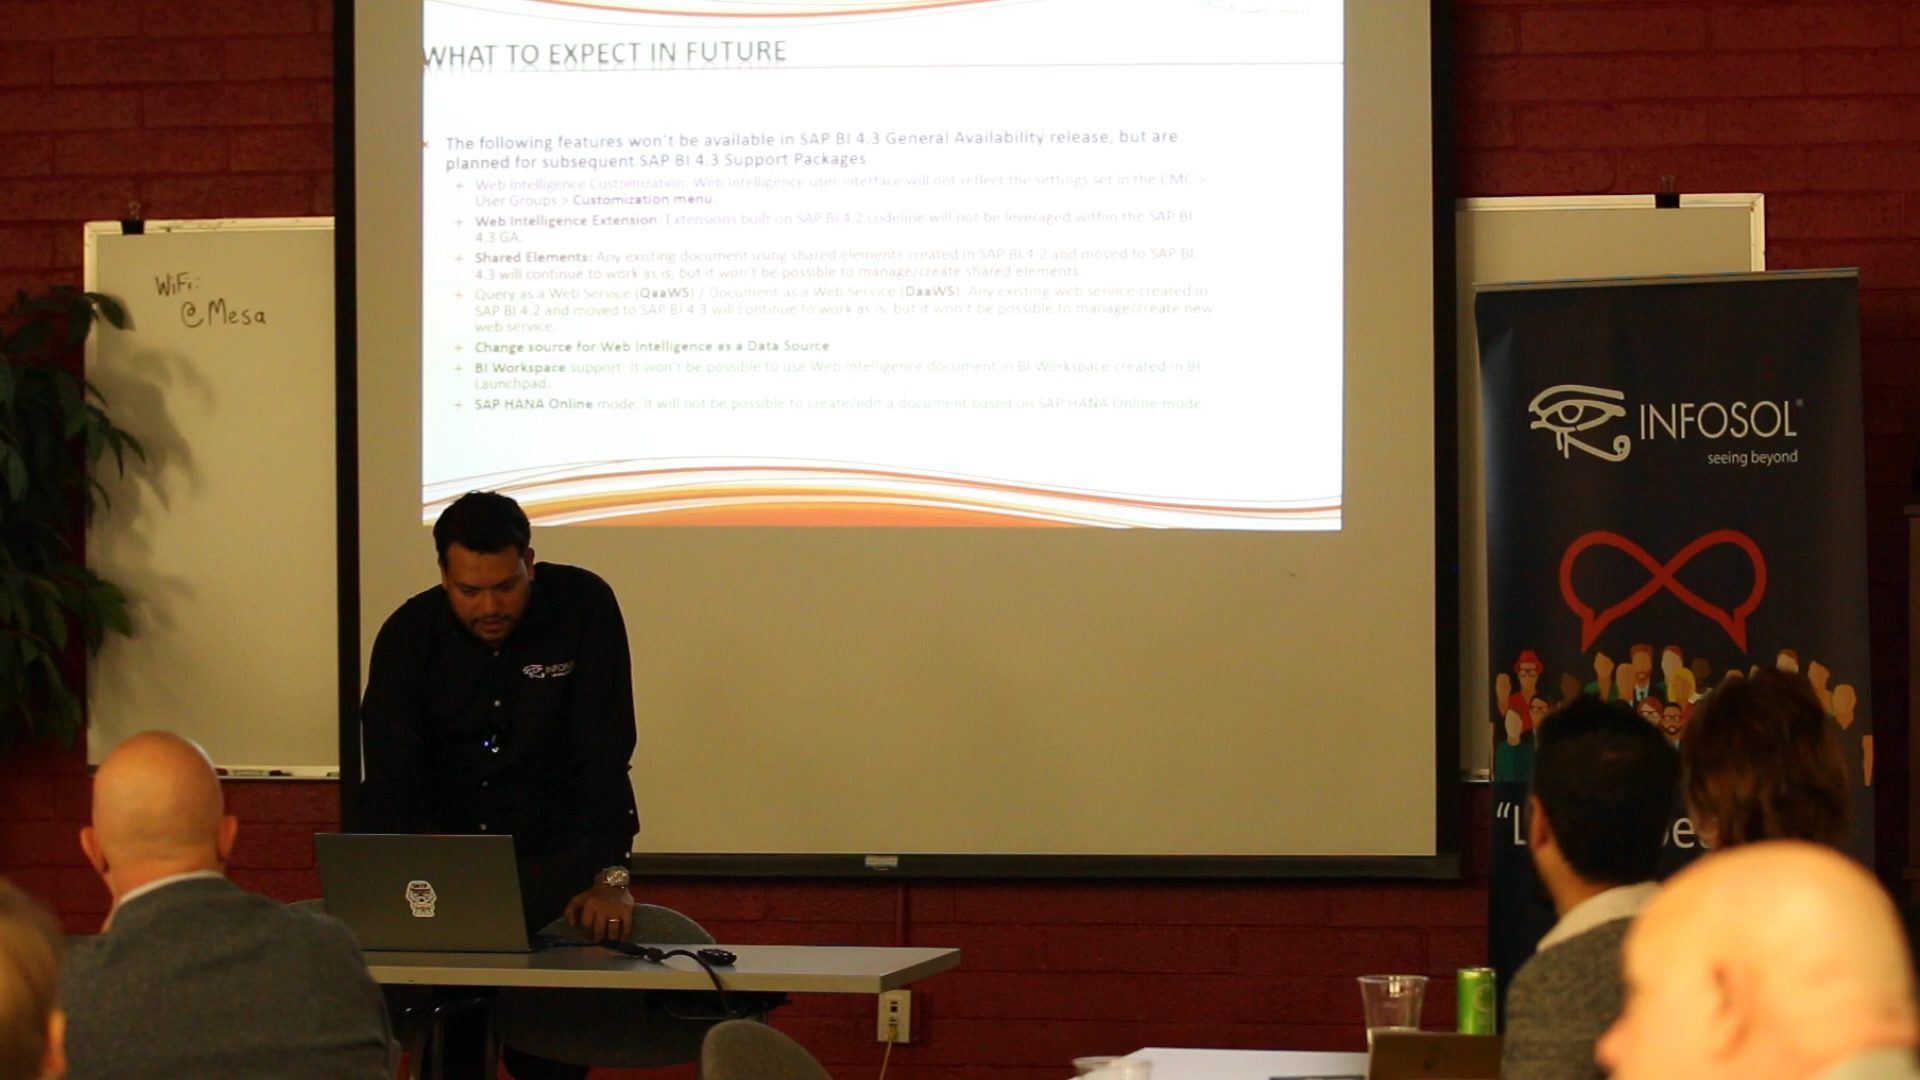 WHAT TO EXPECT IN FUTURE
The following features won't be available in SAP BI 4.3 General Availability release, but are
planned for subsequent SAP BI 4.3 Support Packages
+ Web Intelligence Customization: Web Intelligence user interface will not reflect the settings set in the CMC >
User Groups > Customization menu.
+ Web Intelligence Extension: Extensions built on SAP BI 4.2 codeline will not be leveraged within the SAP BI
4.3 GA.
+ Shared Elements: Any existing document using shared elements created in SAP BI 4.2 and moved to SAP BI
4.3 will continue to work as is, but it won't be possible to manage/create shared elements
+ Query as a Web Service (QaaWS) / Document as a Web Service (DaaWS): Any existing web service created in
SAP BI 4.2 and moved to SAP BI 4.3 will continue to work as is, but it won't be possible to manage/create new
web service.
+ Change source for Web Intelligence as a Data Source
+ BI Workspace support: It won't be possible to use Web Intelligence document in BI Workspace created in BI
Launchpad.
+ SAP HANA Online mode: it will not be possible to create/edit a document based on SAP HANA Online mode
WiFi:
@Mesa
INFOSOL®
seeing beyond